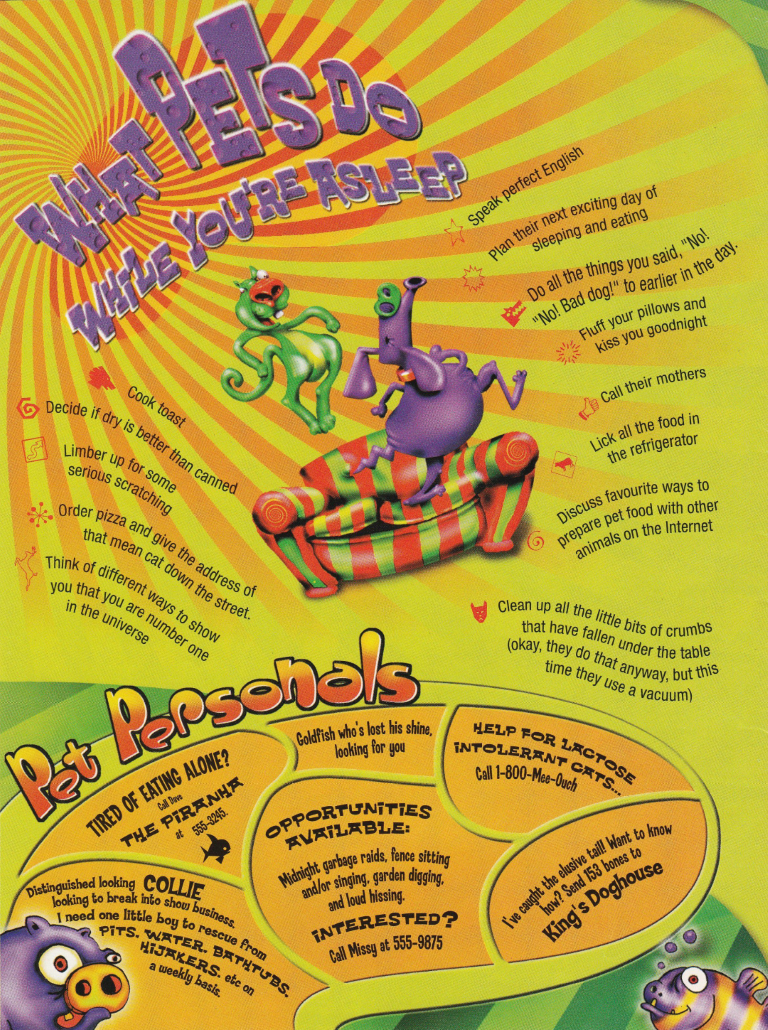 WHAT PETS DO
WHILE YOU'RE ASLEEP
Speak perfect English
Plan their next exciting day of
sleeping and eating
Do all the things you said, "No!
"No! Bad dog!" to earlier in the day.
Fluff your pillows and
kiss you goodnight
Call their mothers
Lick all the food in
the refrigerator
Discuss favourite ways to
prepare pet food with other
animals on the Internet
Clean up all the little bits of crumbs
that have fallen under the table
(okay, they do that anyway, but this
time they use a vacuum)
Cook toast
Decide if dry is better than canned
Limber up for some
serious scratching
Order pizza and give the address of
that mean cat down the street.
Think of different ways to show
you that you are number one
in the universe
Pet Personals
TIRED OF EATING ALONE?
Call Dave
THE PIRANHA
at 555-3245.
Goldfish who's lost his shine,
looking for you
HELP FOR LACTOSE
INTOLERANT CATS...
Call 1-800-Mee-Ouch
Distinguished looking COLLIE
looking to break into show business.
I need one little boy to rescue from
PITS, WATER, BATHTUBS,
HIJAKERS, etc on
a weekly basis.
OPPORTUNITIES
AVAILABLE:
Midnight garbage raids, fence sitting
and/or singing, garden digging,
and loud hissing.
INTERESTED?
Call Missy at 555-9875
I've caught the elusive tail! Want to know
how? Send 153 bones to
King's Doghouse